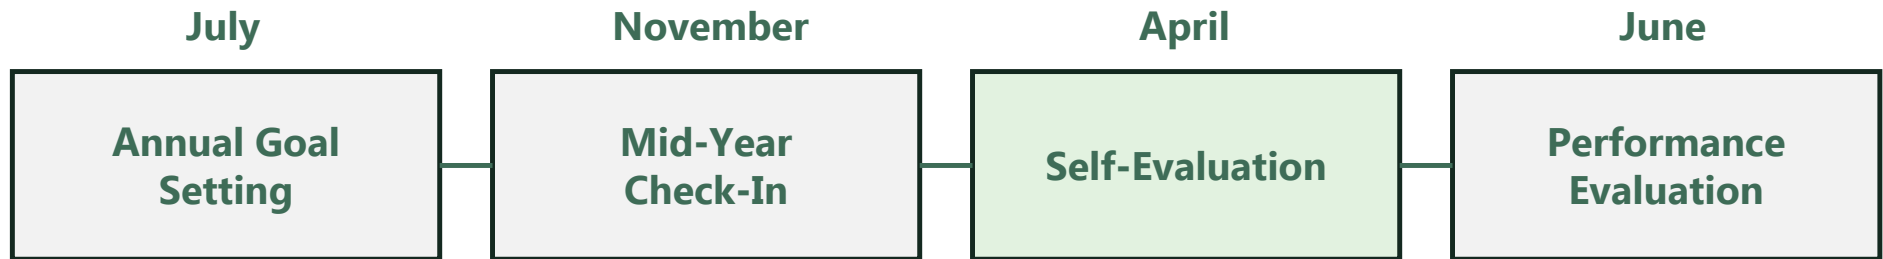 July
November
April
June
Annual Goal
Setting
Mid-Year
Check-In
Self-Evaluation
Performance
Evaluation